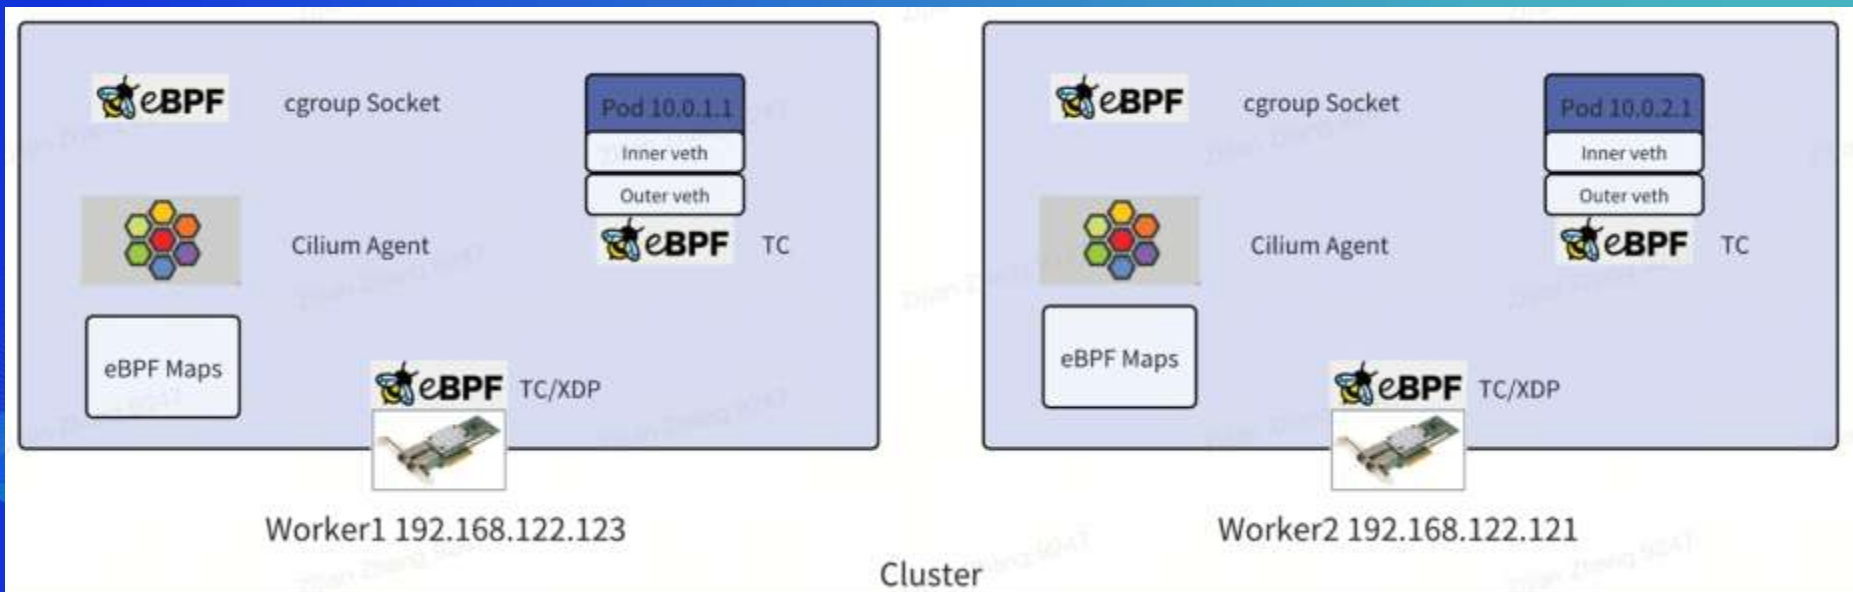 eBPF cgroup Socket
Pod 10.0.1.1
Inner veth
Outer veth
Cilium Agent
eBPF TC
eBPF Maps
eBPF TC/XDP
Worker1 192.168.122.123
eBPF cgroup Socket
Pod 10.0.2.1
Inner veth
Outer veth
Cilium Agent
eBPF TC
eBPF Maps
eBPF TC/XDP
Worker2 192.168.122.121
Cluster